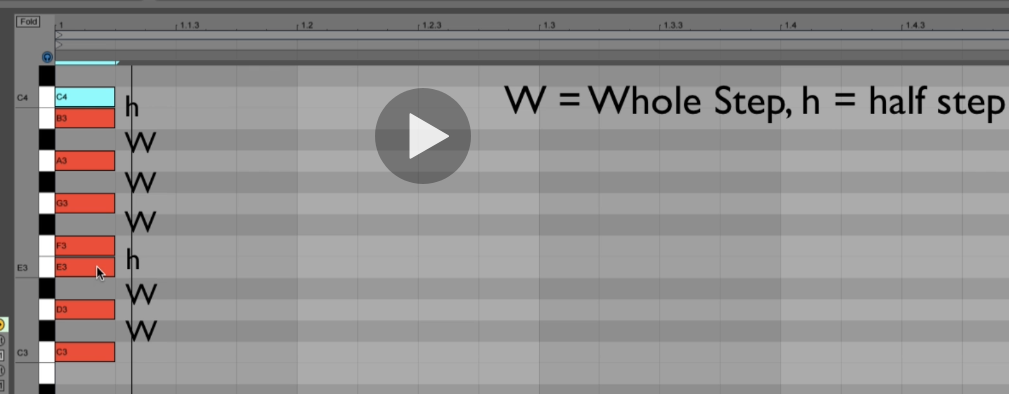 Fold
1 1.1.3 1.2 1.2.3 1.3 1.3.3 1.4 1.4.3
W = Whole Step, h = half step
C4 C4
h
B3
W
A3
W
G3
W
F3
h
E3 E3
W
D3
W
C3 C3